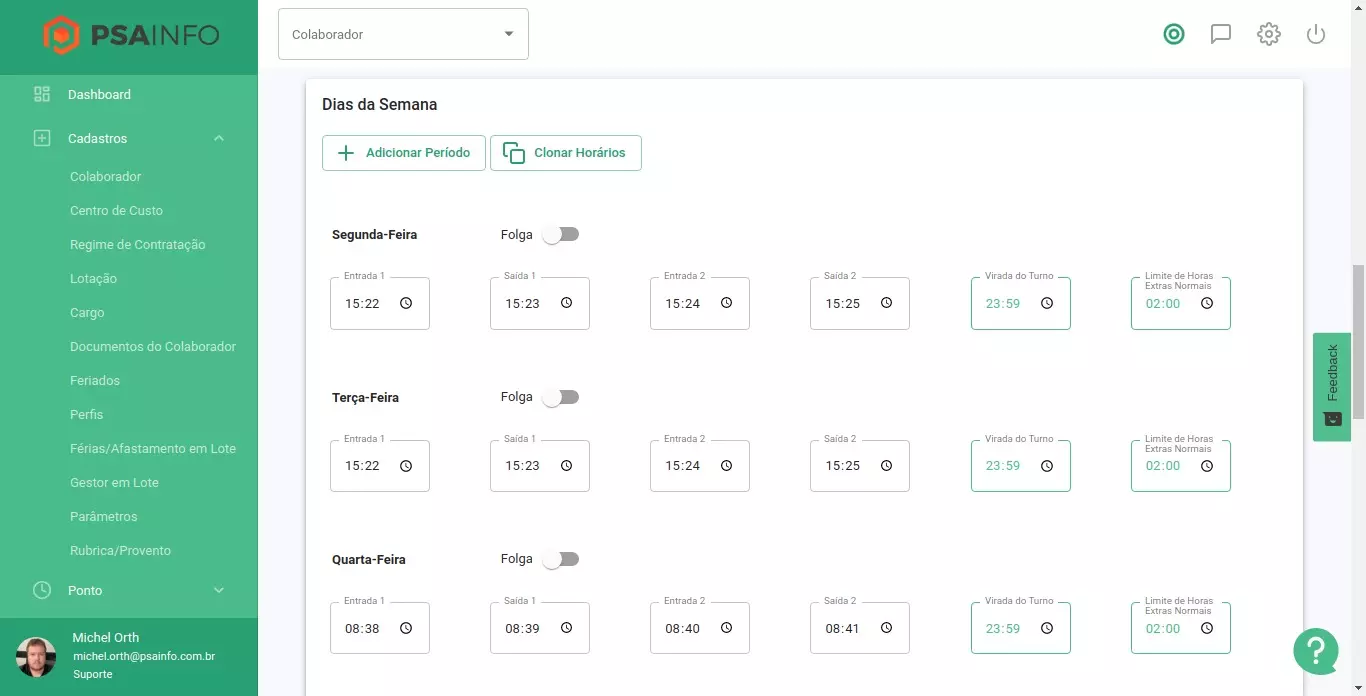 PSAINFO
Colaborador
Dashboard
Cadastros
Colaborador
Centro de Custo
Regime de Contratação
Lotação
Cargo
Documentos do Colaborador
Feriados
Perfis
Férias/Afastamento em Lote
Gestor em Lote
Parâmetros
Rubrica/Provento
Ponto
Michel Orth
michel.orth@psainfo.com.br
Suporte
Dias da Semana
Adicionar Período Clonar Horários
Segunda-Feira Folga
Entrada 1 Saída 1 Entrada 2 Saída 2 Virada do Turno Limite de Horas
Extras Normais
15:22 15:23 15:24 15:25 23:59 02:00
Terça-Feira Folga
Entrada 1 Saída 1 Entrada 2 Saída 2 Virada do Turno Limite de Horas
Extras Normais
15:22 15:23 15:24 15:25 23:59 02:00
Quarta-Feira Folga
Entrada 1 Saída 1 Entrada 2 Saída 2 Virada do Turno Limite de Horas
Extras Normais
08:38 08:39 08:40 08:41 23:59 02:00
Feedback
?